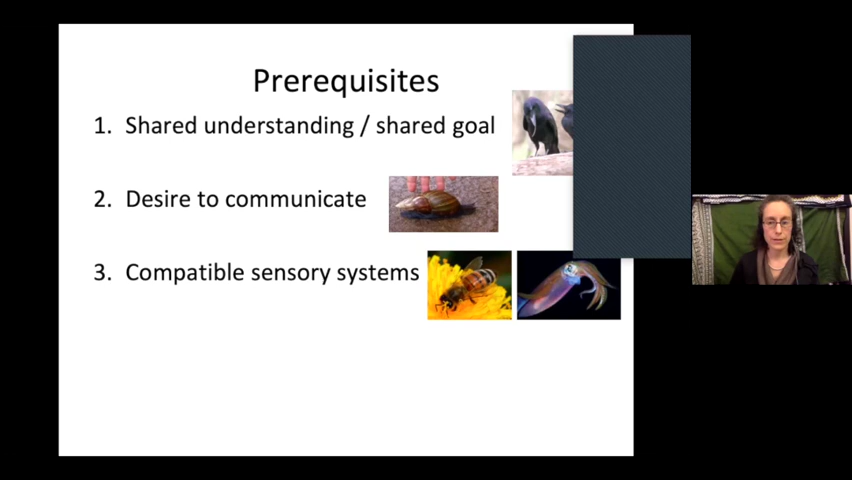 Prerequisites
1. Shared understanding / shared goal
2. Desire to communicate
3. Compatible sensory systems